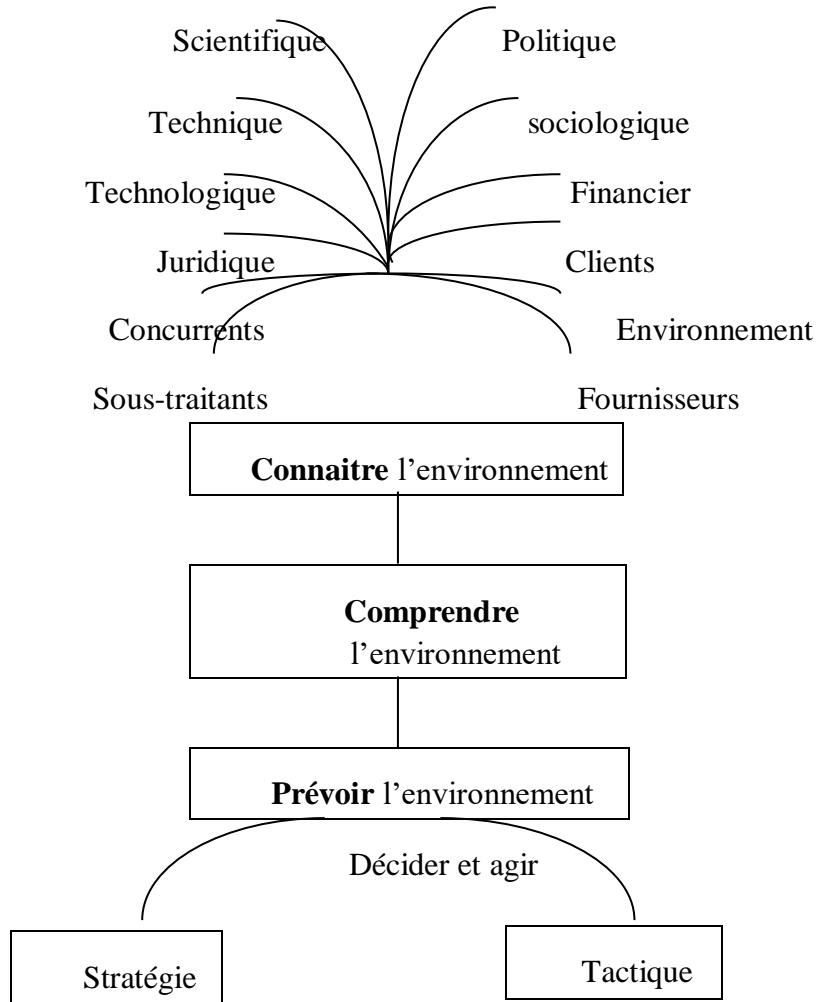 Scientifique Politique
Technique sociologique
Technologique Financier
Juridique Clients
Concurrents Environnement
Sous-traitants Fournisseurs
Connaitre l’environnement
Comprendre
l’environnement
Prévoir l’environnement
Décider et agir
Stratégie Tactique